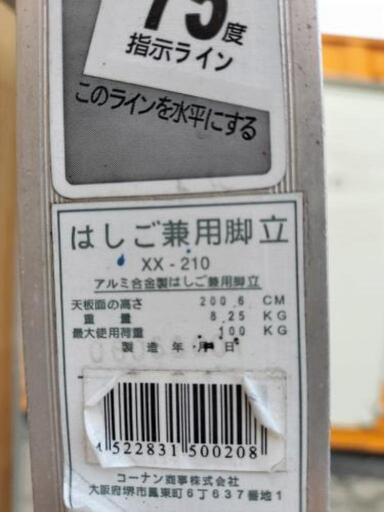 75度
指示ライン
このラインを水平にする
はしご兼用脚立
XX-210
アルミ合金製はしご兼用脚立
天板面の高さ 200.6 CM
重量 8.25 KG
最大使用荷重 100 KG
製造年月日
4 522831 500208
コーナン商事株式会社
大阪府堺市鳳東町6丁637番地1